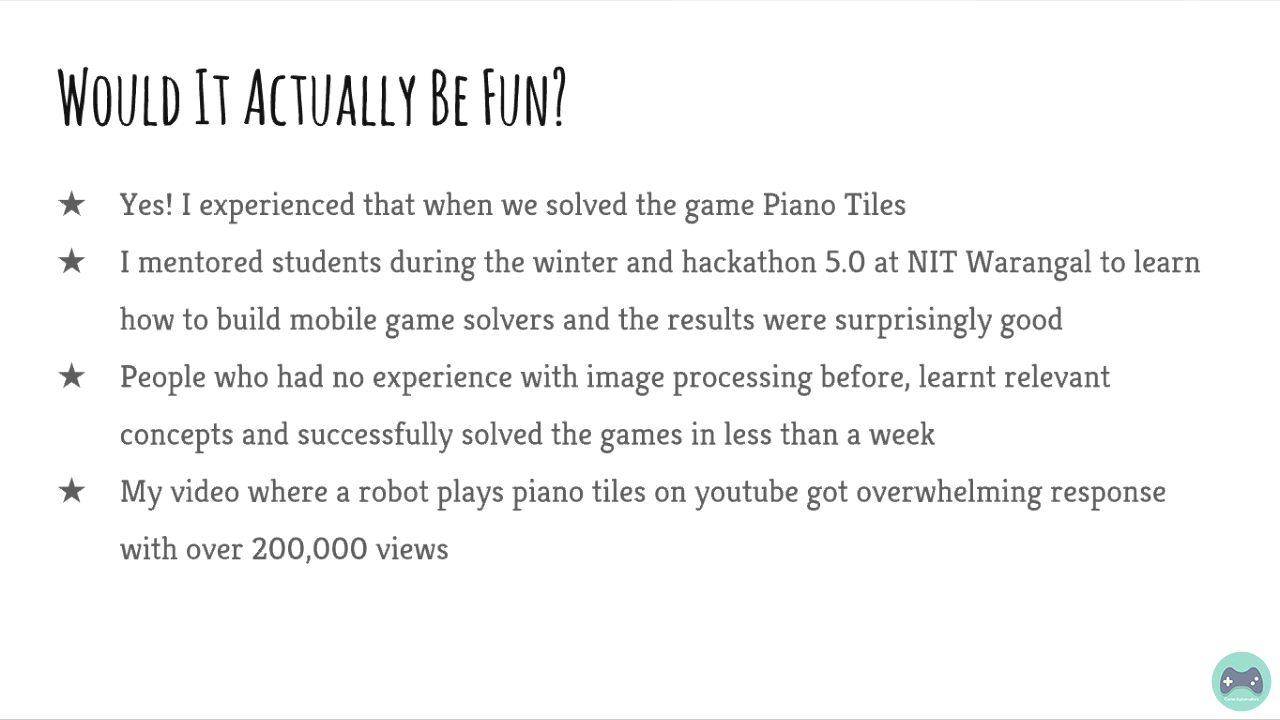 Would It Actually Be Fun?
★ Yes! I experienced that when we solved the game Piano Tiles
★ I mentored students during the winter and hackathon 5.0 at NIT Warangal to learn
how to build mobile game solvers and the results were surprisingly good
★ People who had no experience with image processing before, learnt relevant
concepts and successfully solved the games in less than a week
★ My video where a robot plays piano tiles on youtube got overwhelming response
with over 200,000 views